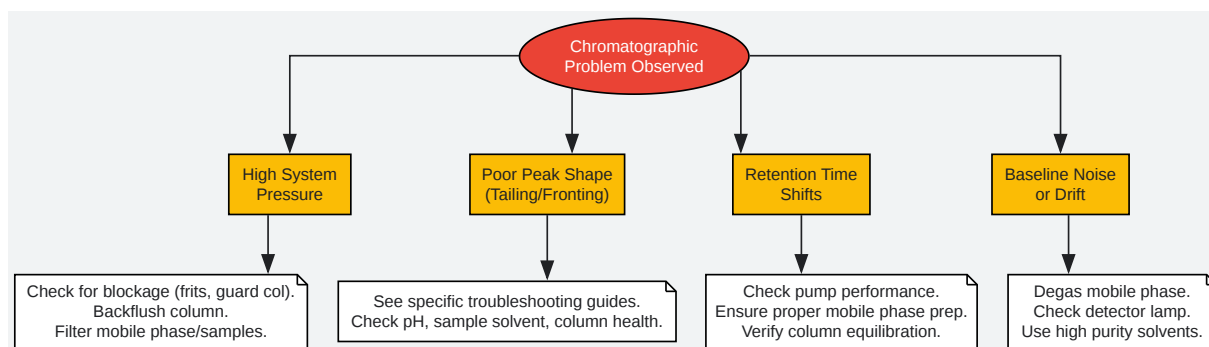 Chromatographic
Problem Observed
High System
Pressure
Poor Peak Shape
(Tailing/Fronting)
Retention Time
Shifts
Baseline Noise
or Drift
Check for blockage (frits, guard col).
Backflush column.
Filter mobile phase/samples.
See specific troubleshooting guides.
Check pH, sample solvent, column health.
Check pump performance.
Ensure proper mobile phase prep.
Verify column equilibration.
Degas mobile phase.
Check detector lamp.
Use high purity solvents.